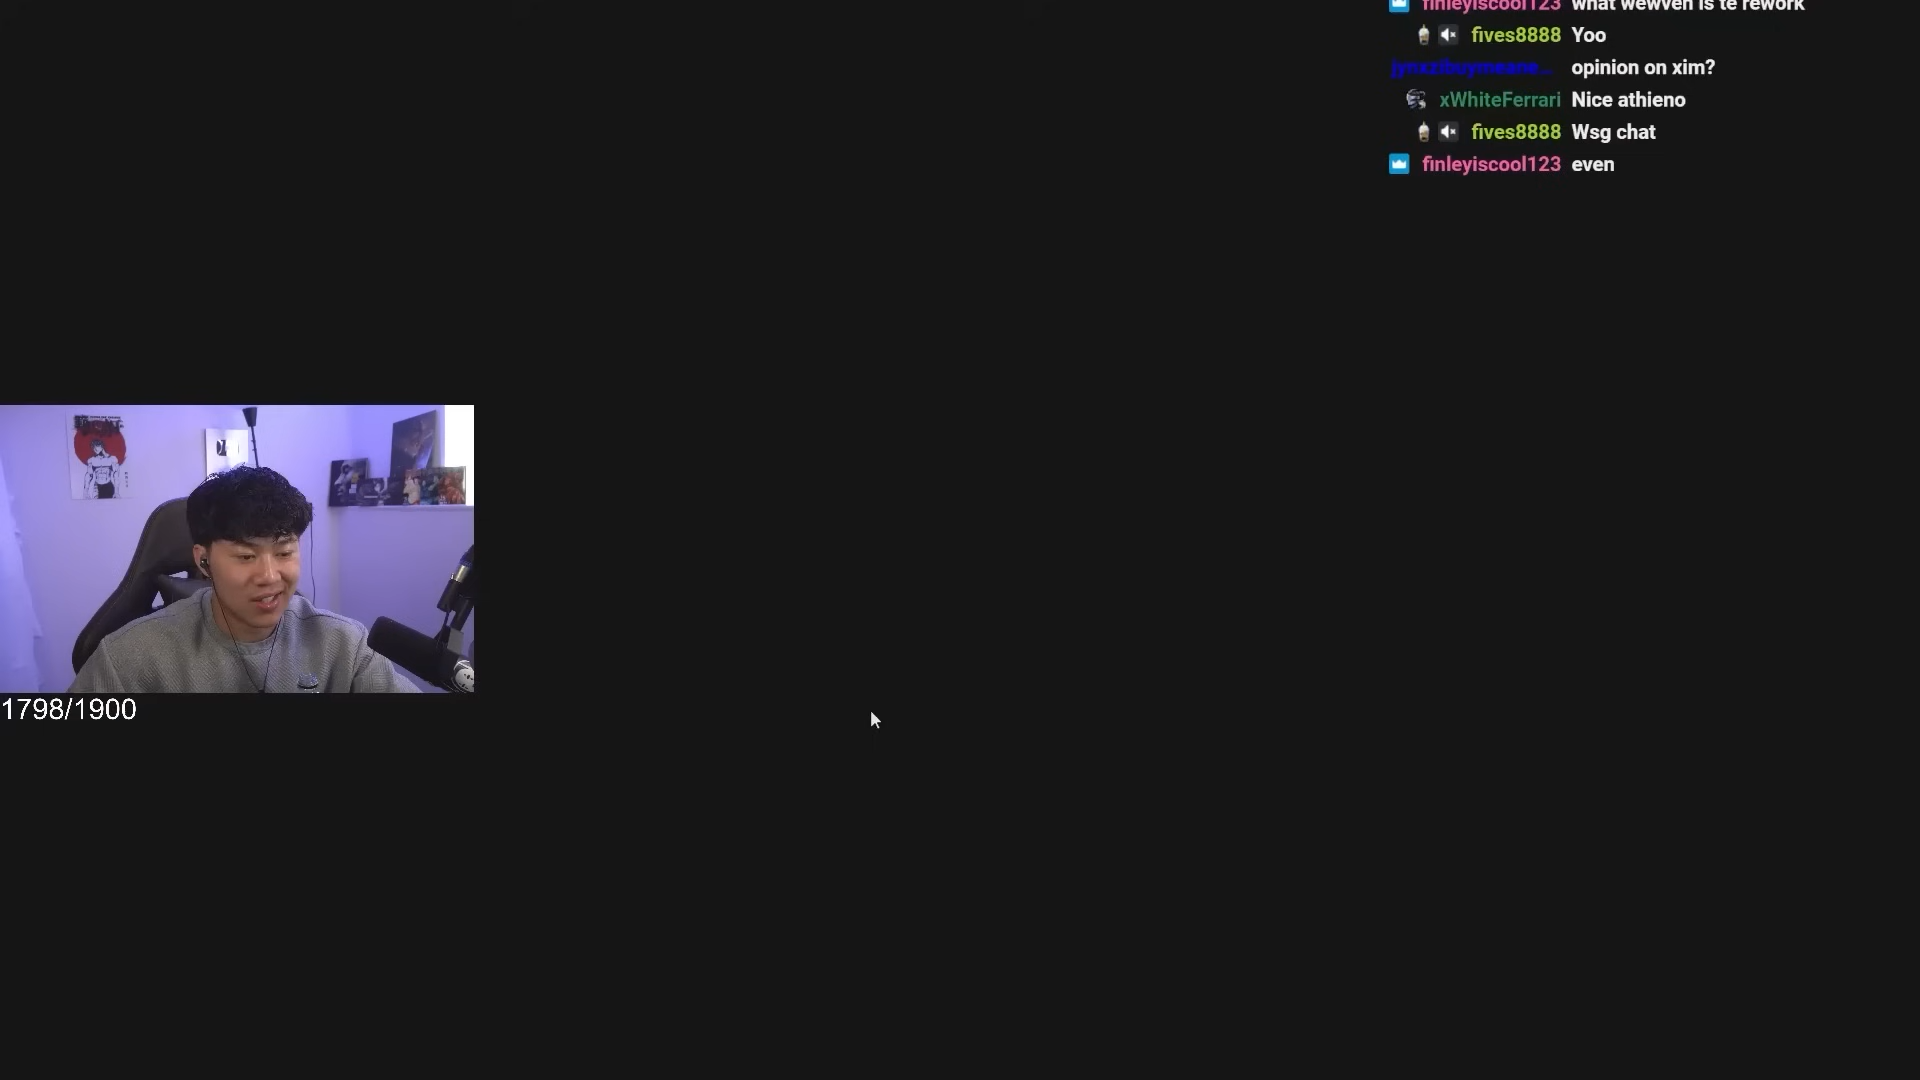 finleyiscool123 what wewven is te rework
fives8888 Yoo
opinion on xim?
xWhiteFerrari Nice athieno
fives8888 Wsg chat
finleyiscool123 even
1798/1900